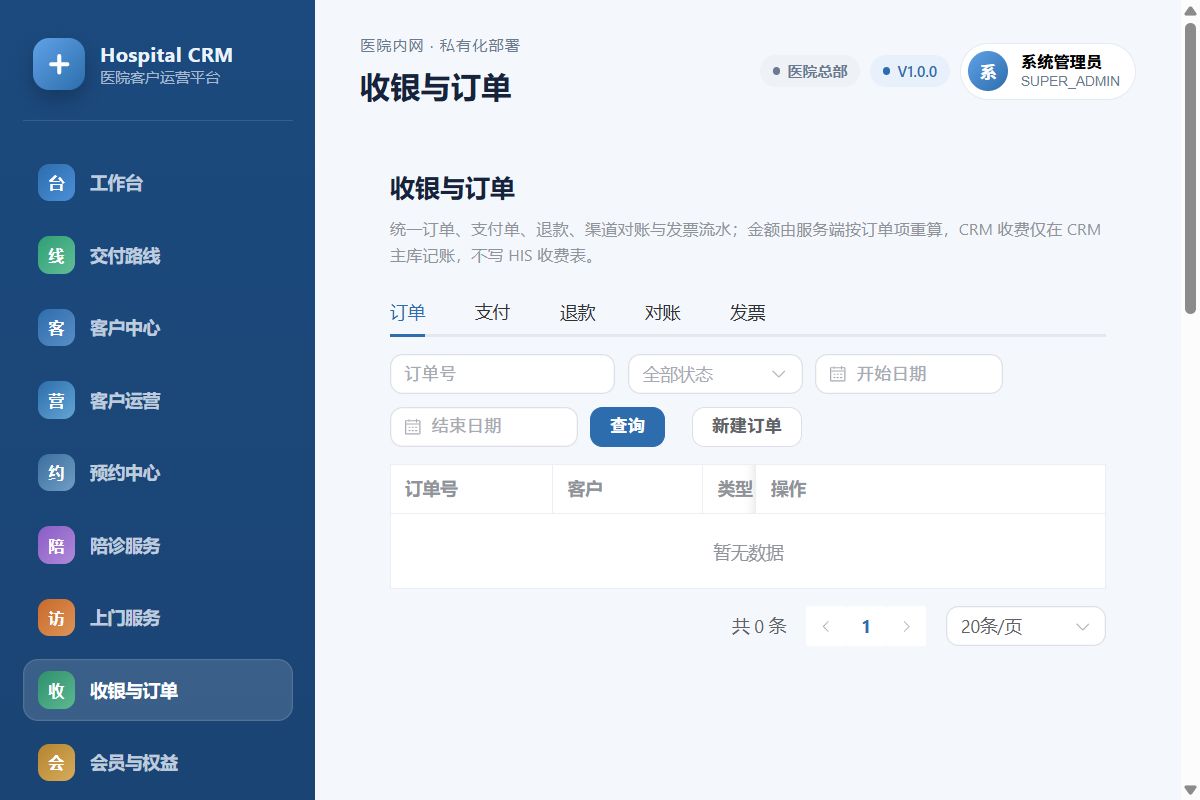 Hospital CRM
医院客户运营平台
台 工作台
线 交付路线
客 客户中心
营 客户运营
约 预约中心
陪 陪诊服务
访 上门服务
收 收银与订单
会 会员与权益
医院内网 · 私有化部署
收银与订单
医院总部
V1.0.0
系 系统管理员
SUPER_ADMIN
收银与订单
统一订单、支付单、退款、渠道对账与发票流水；金额由服务端按订单项重算，CRM 收费仅在 CRM
主库记账，不写 HIS 收费表。
订单 支付 退款 对账 发票
订单号 全部状态 开始日期
结束日期 查询 新建订单
订单号 客户 类型 操作
暂无数据
共 0 条 1 20条/页